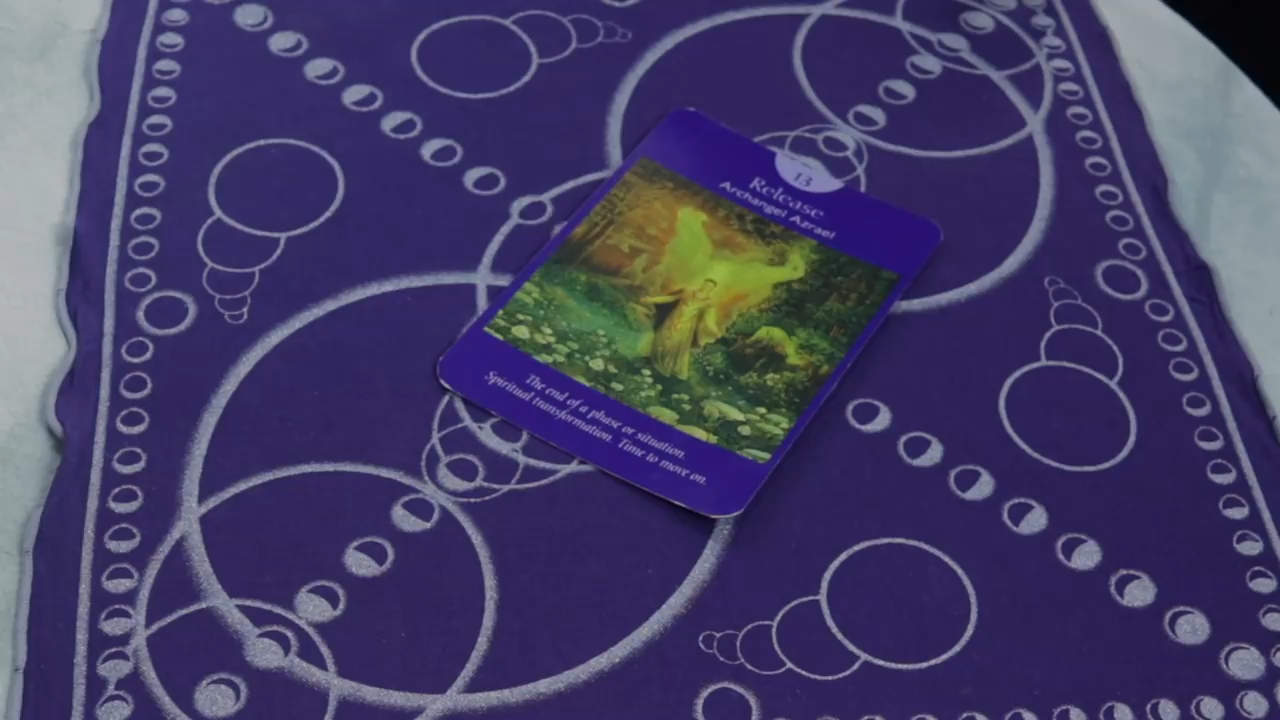 13
Release
Archangel Azrael
The end of a phase or situation.
Spiritual transformation. Time to move on.